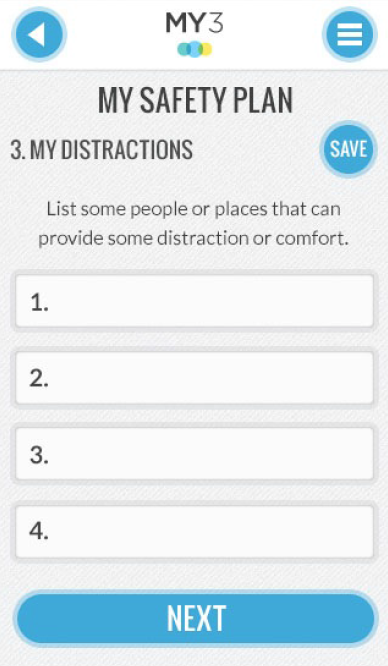 MY3
MY SAFETY PLAN
3. MY DISTRACTIONS
SAVE
List some people or places that can
provide some distraction or comfort.
1.
2.
3.
4.
NEXT